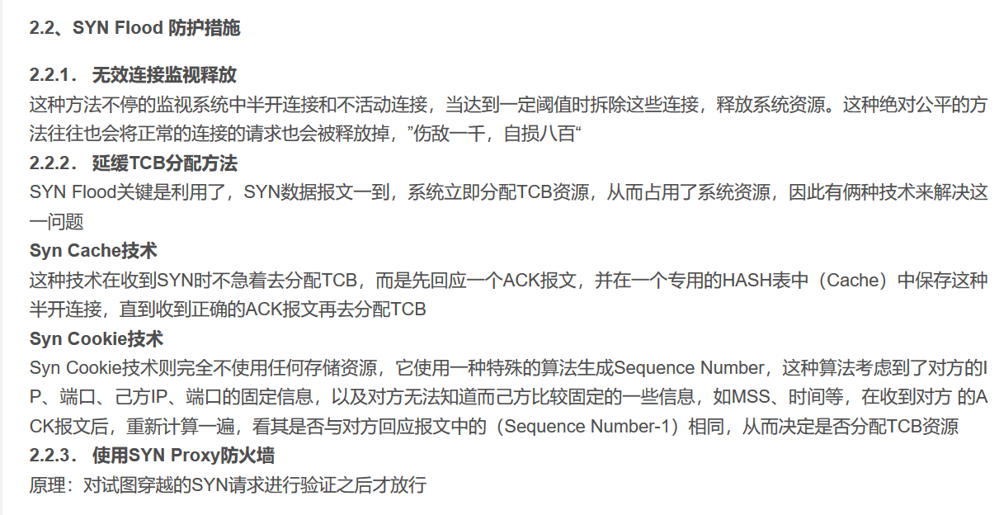 2.2、SYN Flood 防护措施
2.2.1． 无效连接监视释放
这种方法不停的监视系统中半开连接和不活动连接，当达到一定阈值时拆除这些连接，释放系统资源。这种绝对公平的方
法往往也会将正常的连接的请求也会被释放掉，”伤敌一千，自损八百“
2.2.2． 延缓TCB分配方法
SYN Flood关键是利用了，SYN数据报文一到，系统立即分配TCB资源，从而占用了系统资源，因此有俩种技术来解决这
一问题
Syn Cache技术
这种技术在收到SYN时不急着去分配TCB，而是先回应一个ACK报文，并在一个专用的HASH表中（Cache）中保存这种
半开连接，直到收到正确的ACK报文再去分配TCB
Syn Cookie技术
Syn Cookie技术则完全不使用任何存储资源，它使用一种特殊的算法生成Sequence Number，这种算法考虑到了对方的I
P、端口、己方IP、端口的固定信息，以及对方无法知道而己方比较固定的一些信息，如MSS、时间等，在收到对方 的A
CK报文后，重新计算一遍，看其是否与对方回应报文中的（Sequence Number-1）相同，从而决定是否分配TCB资源
2.2.3． 使用SYN Proxy防火墙
原理：对试图穿越的SYN请求进行验证之后才放行